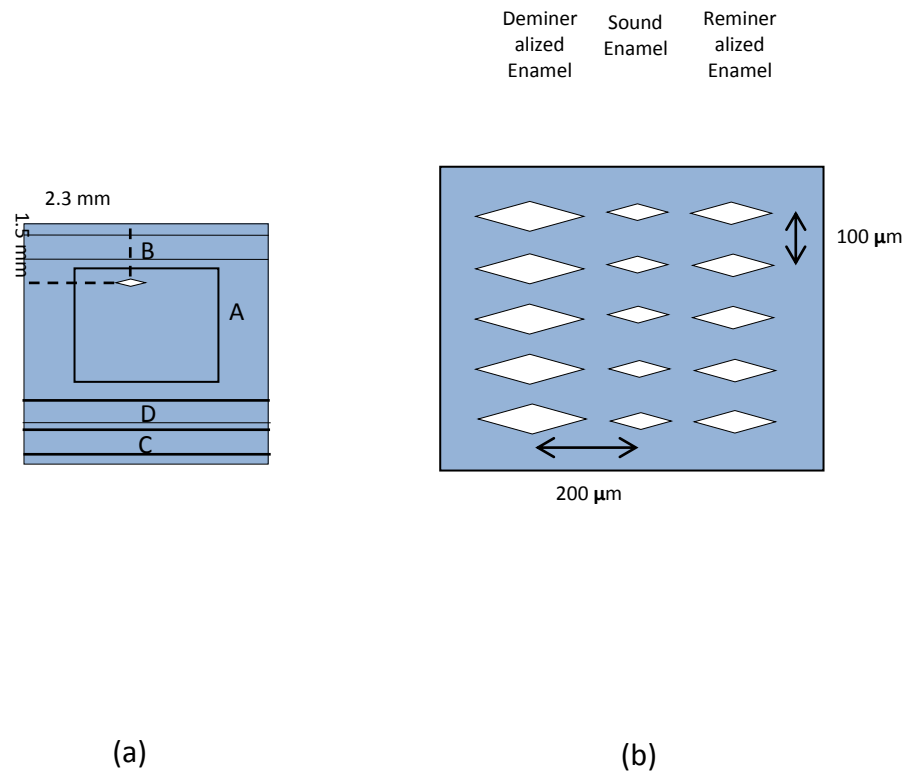 Deminer
alized
Enamel
Sound
Enamel
Reminer
alized
Enamel
2.3 mm
1.5 mm
B
A
D
C
100 µm
200 µm
(a)
(b)